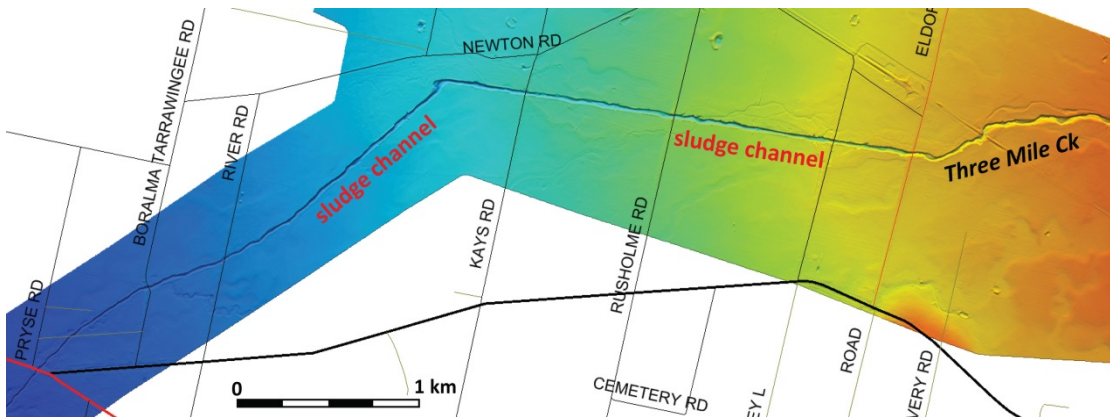 NEWTON RD
ELDOR
BORALMA TARRAWINGEE RD
RIVER RD
sludge channel
sludge channel
Three Mile Ck
KAYS RD
RUSHOLME RD
PRYSE RD
ROAD
VERY RD
EY L
CEMETERY RD
0
1 km